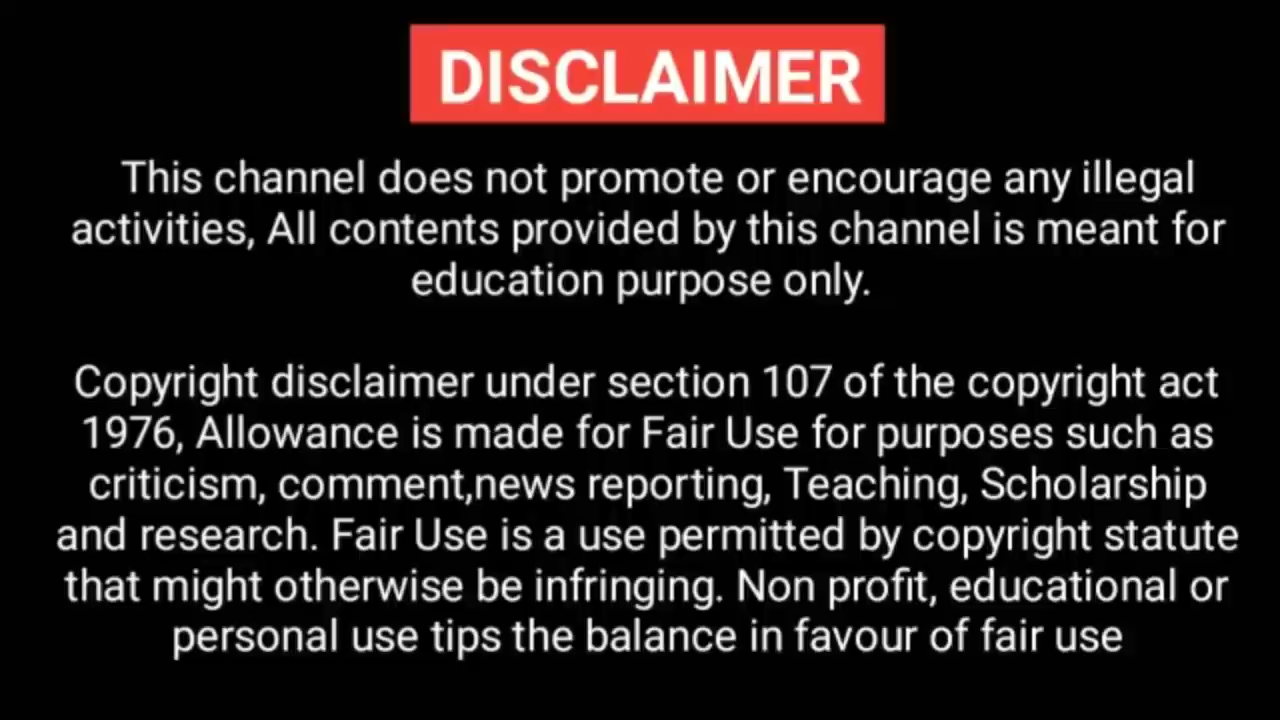 DISCLAIMER
This channel does not promote or encourage any illegal
activities, All contents provided by this channel is meant for
education purpose only.
Copyright disclaimer under section 107 of the copyright act
1976, Allowance is made for Fair Use for purposes such as
criticism, comment,news reporting, Teaching, Scholarship
and research. Fair Use is a use permitted by copyright statute
that might otherwise be infringing. Non profit, educational or
personal use tips the balance in favour of fair use